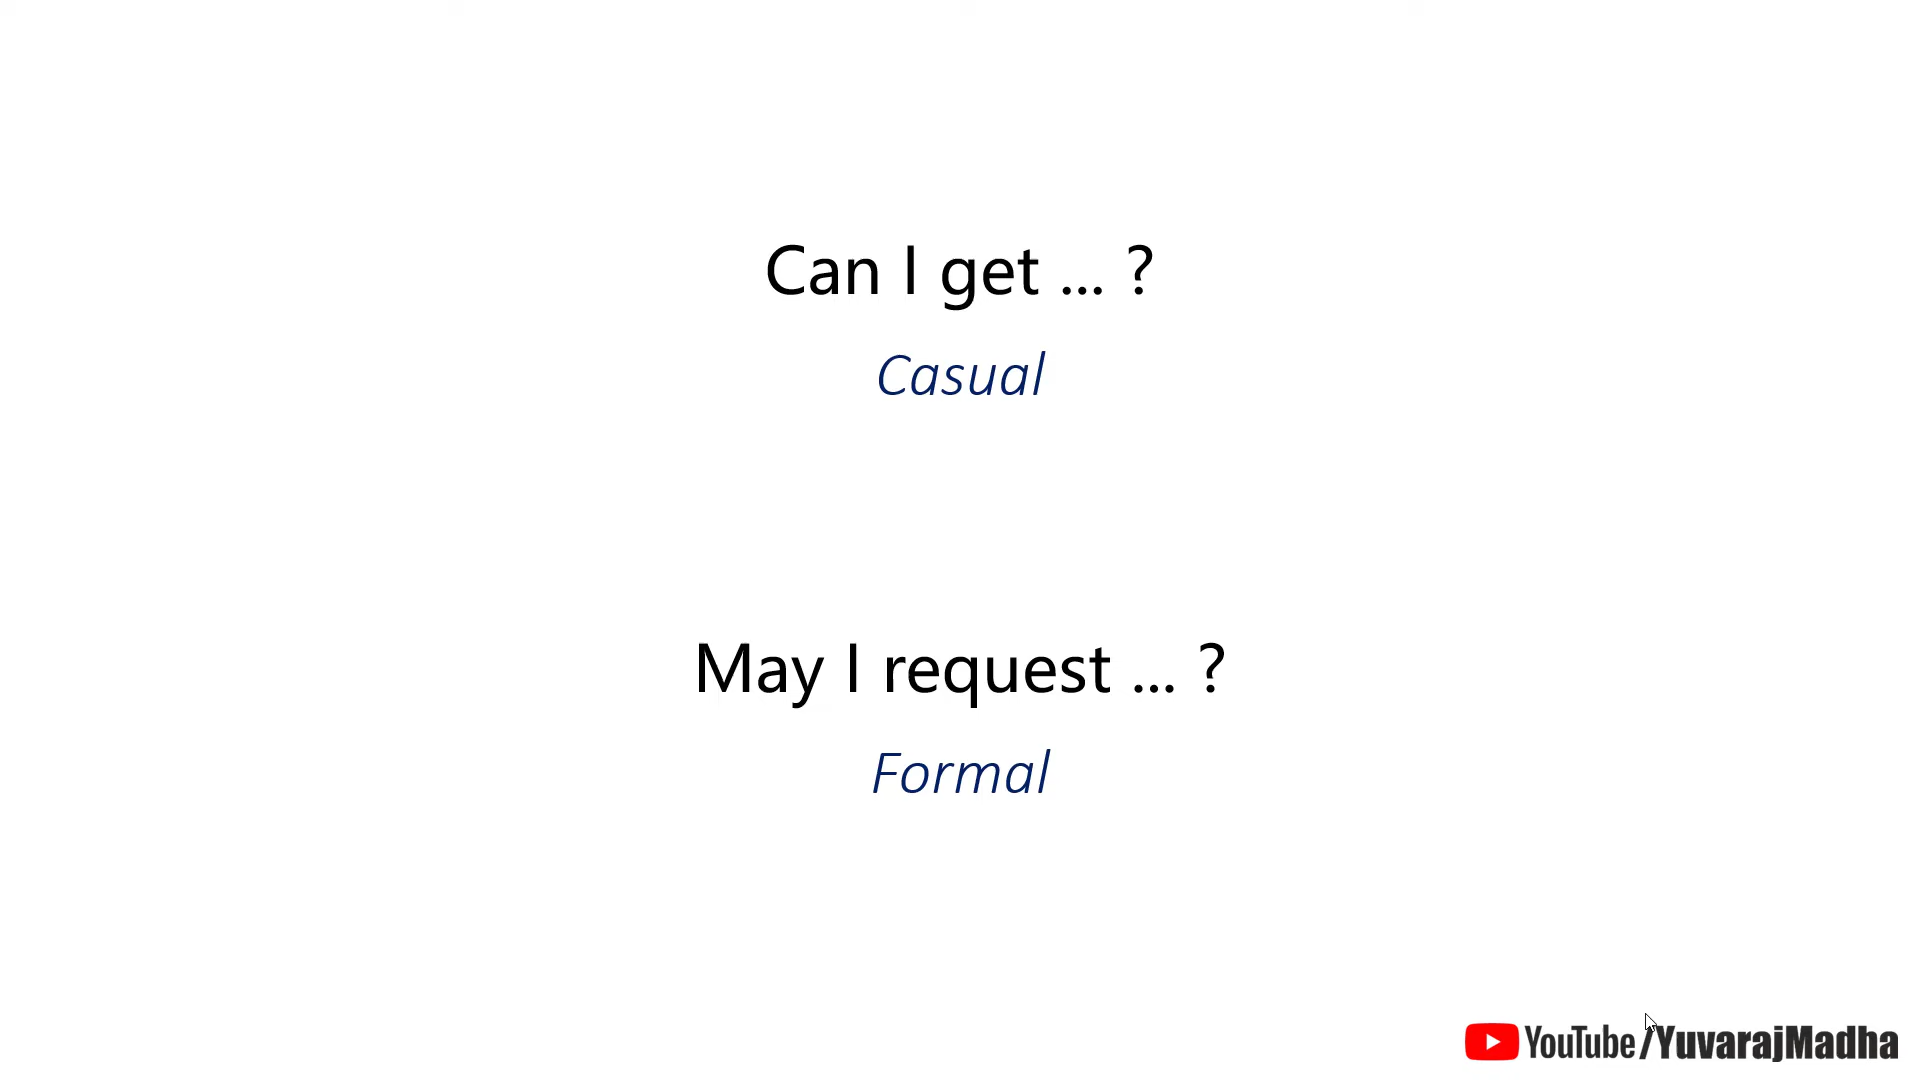 Can I get ... ?
Casual
May I request ... ?
Formal
YouTube/YuvarajMadha